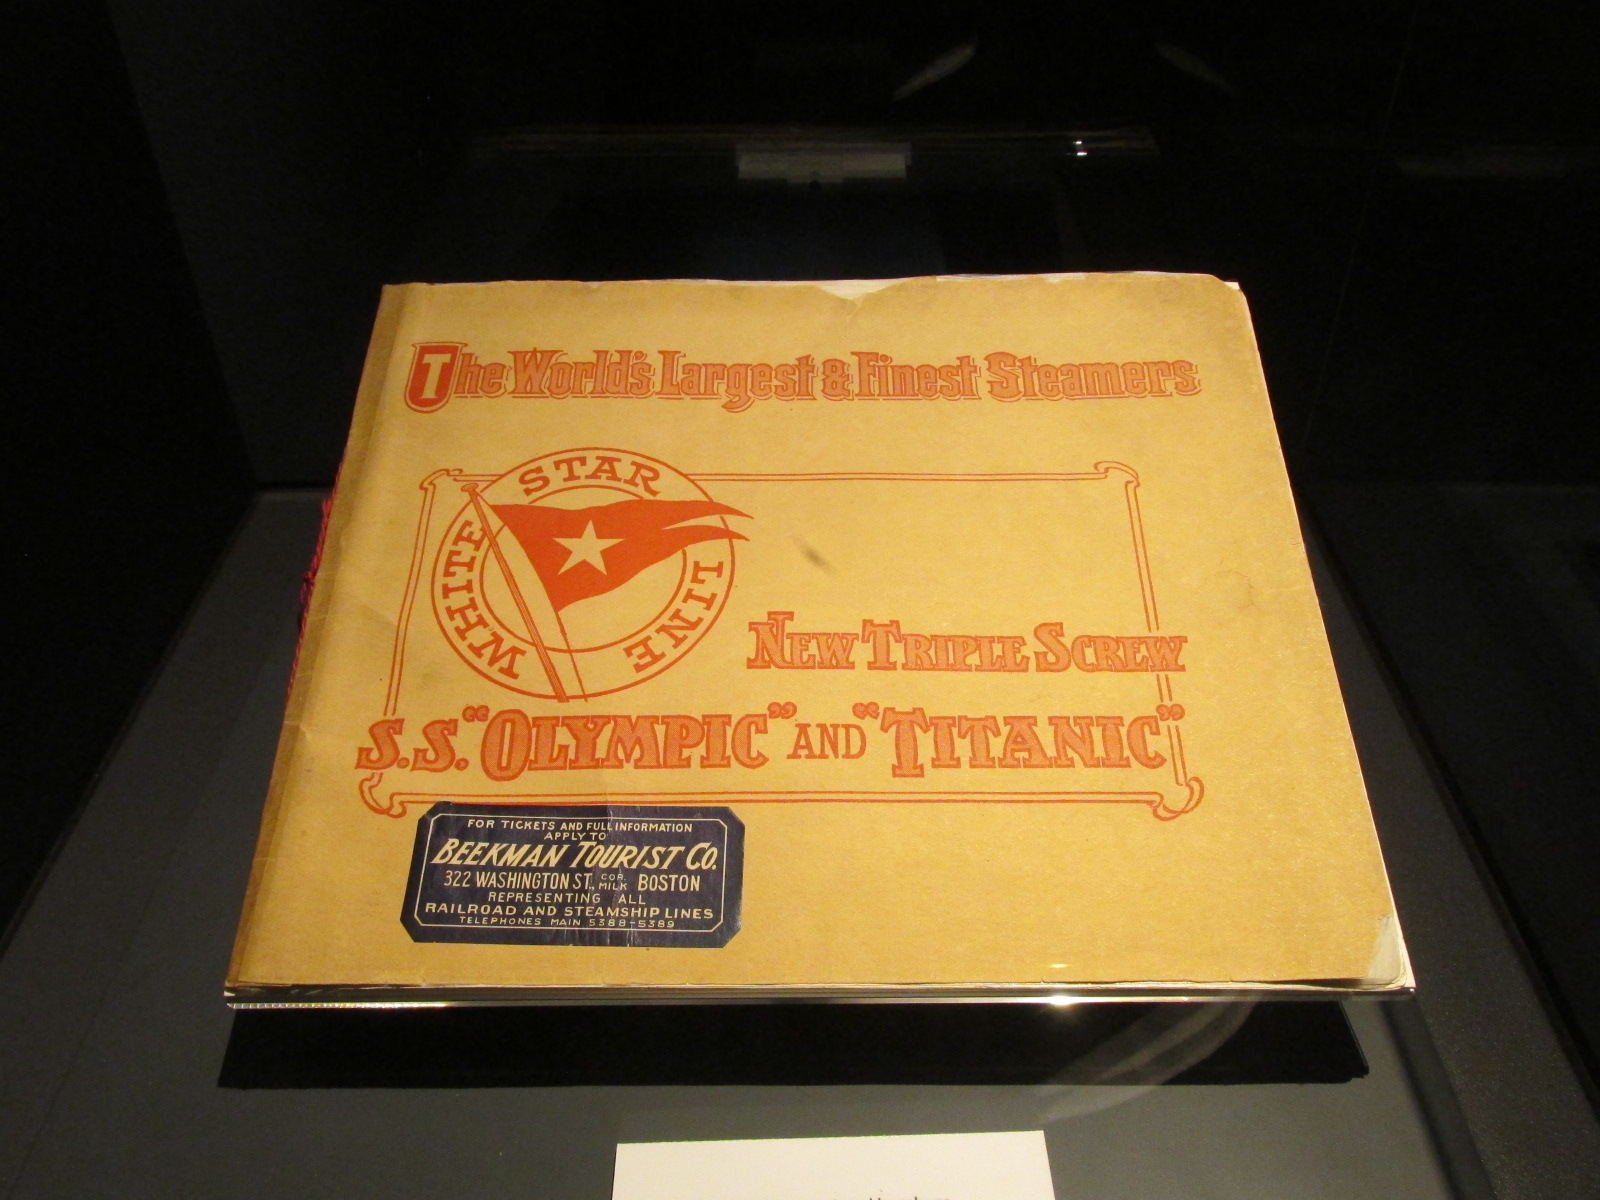 The World's Largest & Finest Steamers
WHITE STAR LINE
NEW TRIPLE SCREW
S.S. "OLYMPIC" AND "TITANIC"
FOR TICKETS AND FULL INFORMATION
APPLY TO
BEEKMAN TOURIST CO.
322 WASHINGTON ST., COR. MILK BOSTON
REPRESENTING ALL
RAILROAD AND STEAMSHIP LINES
TELEPHONES MAIN 5388-5389